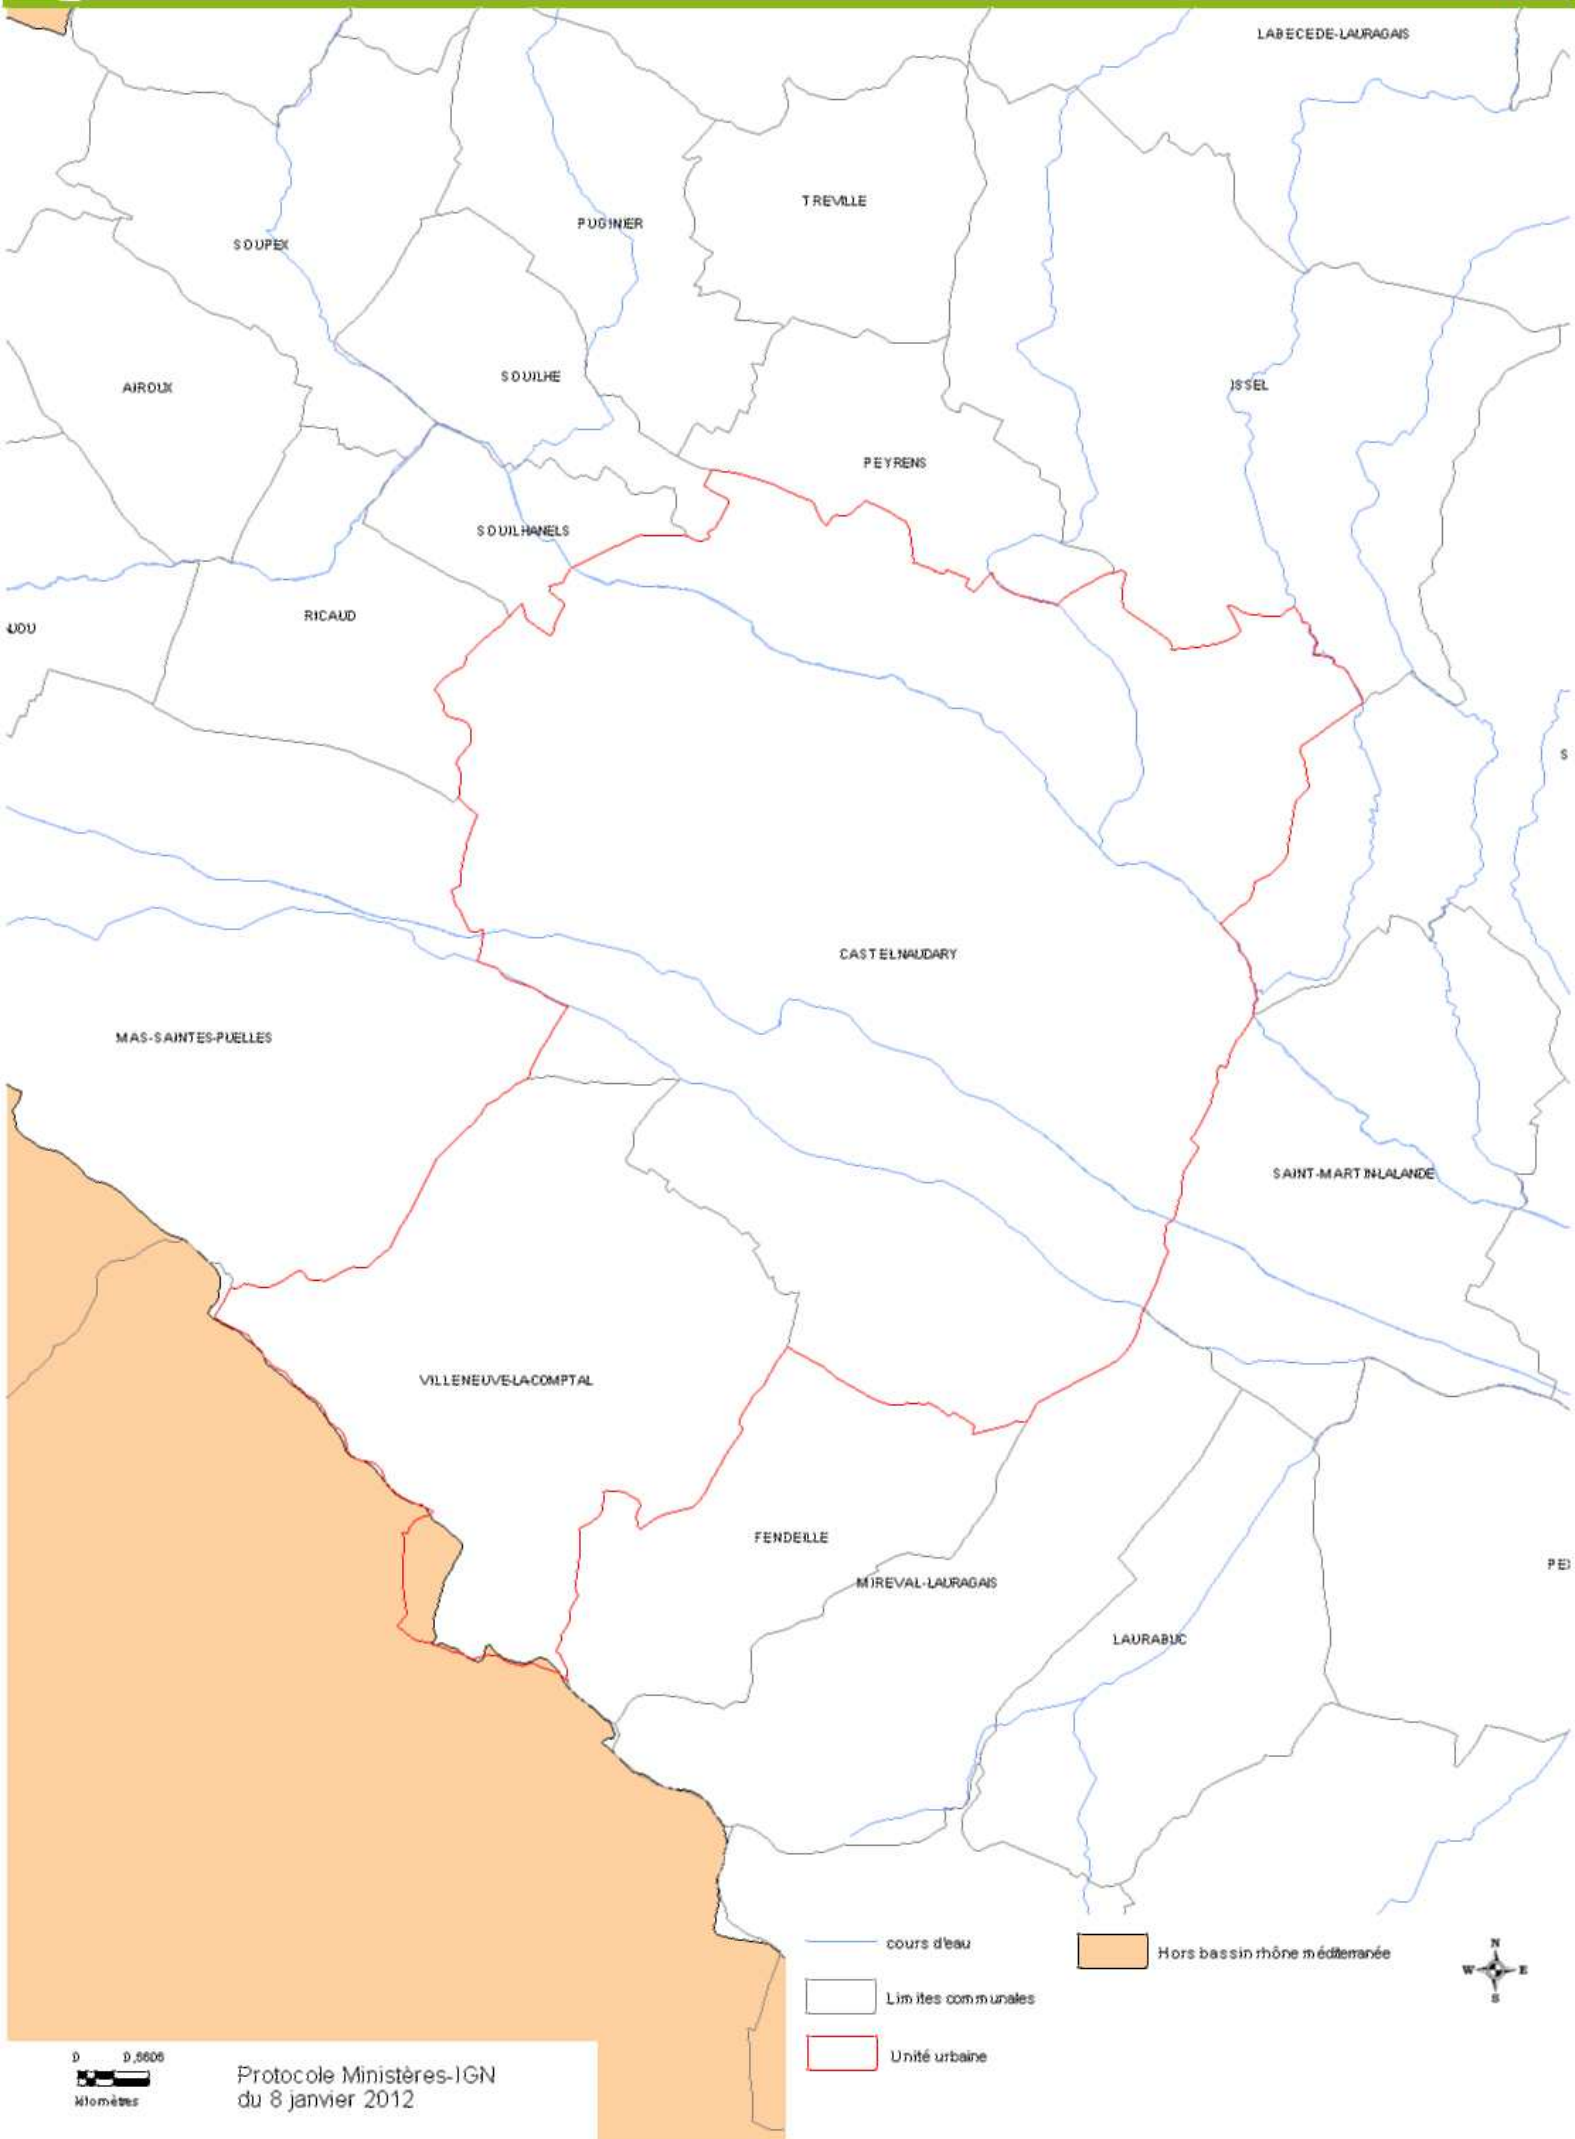 LABECEDE-LAURAGAIS
TREVILLE
PUGINIER
SOUPEX
SOUILHE
ISSEL
AIROUX
PEYRENS
SOUILHANELS
RICAUD
S
CASTELNAUDARY
MAS-SAINTES-PUELLES
SAINT-MARTIN-LALANDE
VILLENEUVE-LA-COMPTAL
FENDEILLE
MIREVAL-LAURAGAIS
LAURABUC
cours d'eau
Hors bassin rhône méditerranée
N
W E
S
Limites communales
Unité urbaine
0 0,6606
kilomètres
Protocole Ministères-IGN
du 8 janvier 2012